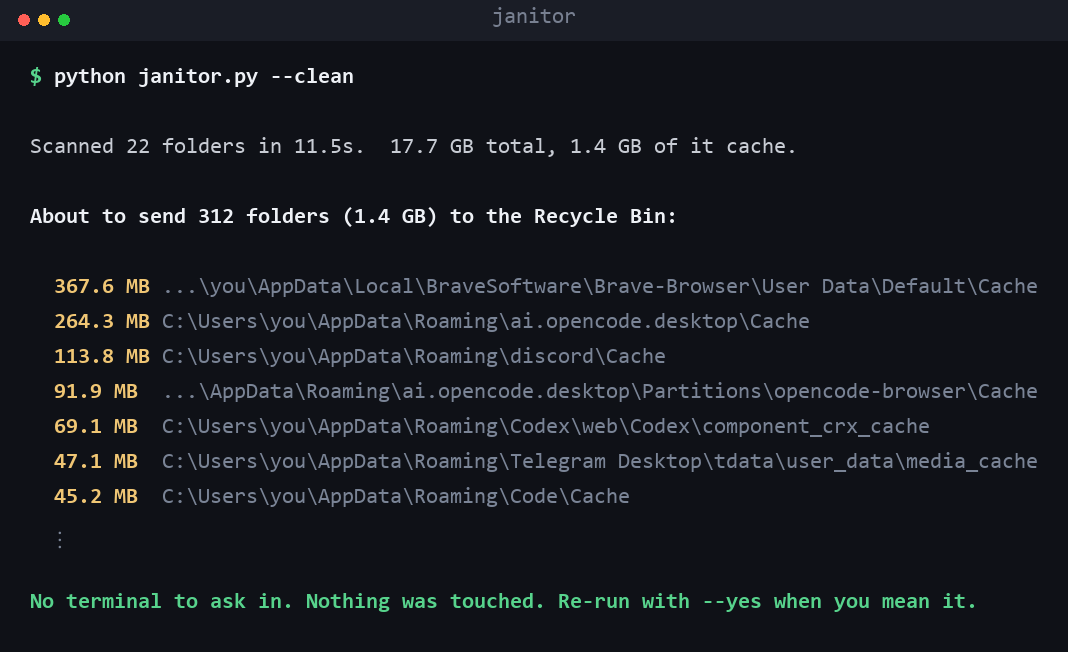 janitor
$ python janitor.py --clean
Scanned 22 folders in 11.5s.  17.7 GB total, 1.4 GB of it cache.
About to send 312 folders (1.4 GB) to the Recycle Bin:
367.6 MB ...\you\AppData\Local\BraveSoftware\Brave-Browser\User Data\Default\Cache
264.3 MB C:\Users\you\AppData\Roaming\ai.opencode.desktop\Cache
113.8 MB C:\Users\you\AppData\Roaming\discord\Cache
91.9 MB  ...\AppData\Roaming\ai.opencode.desktop\Partitions\opencode-browser\Cache
69.1 MB  C:\Users\you\AppData\Roaming\Codex\web\Codex\component_crx_cache
47.1 MB  C:\Users\you\AppData\Roaming\Telegram Desktop\tdata\user_data\media_cache
45.2 MB  C:\Users\you\AppData\Roaming\Code\Cache
⋮
No terminal to ask in. Nothing was touched. Re-run with --yes when you mean it.